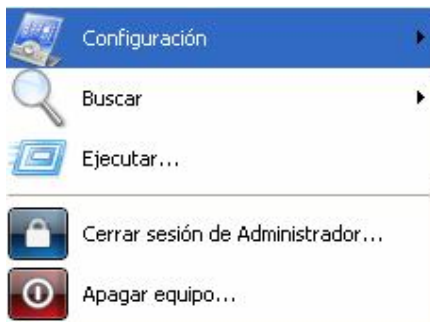 Configuración
Buscar
Ejecutar...
Cerrar sesión de Administrador...
Apagar equipo...